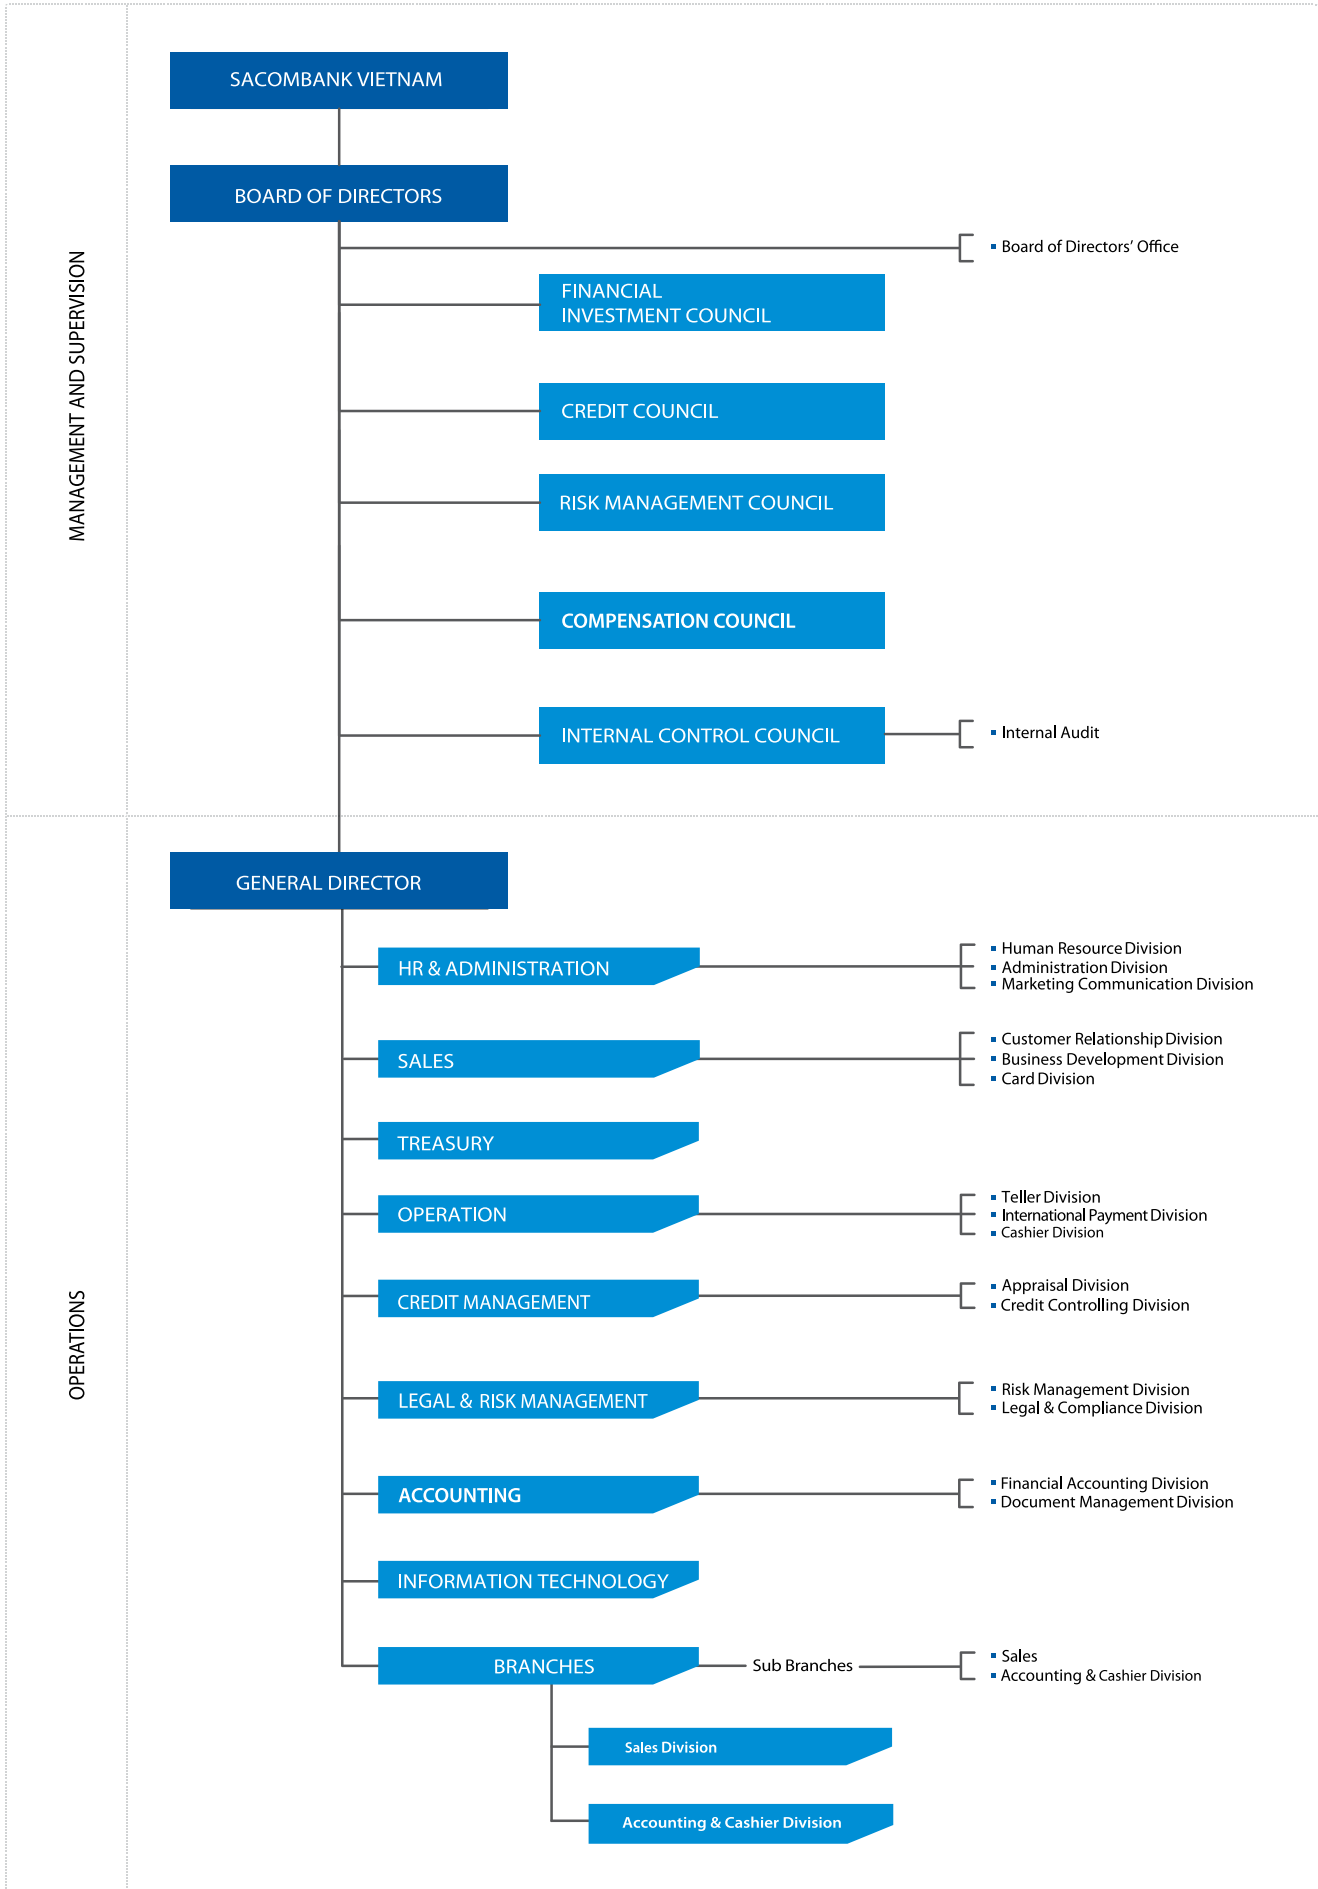 SACOMBANK VIETNAM
BOARD OF DIRECTORS
MANAGEMENT AND SUPERVISION
▪ Board of Directors' Office
FINANCIAL
INVESTMENT COUNCIL
CREDIT COUNCIL
RISK MANAGEMENT COUNCIL
COMPENSATION COUNCIL
INTERNAL CONTROL COUNCIL
▪ Internal Audit
OPERATIONS
GENERAL DIRECTOR
HR & ADMINISTRATION
▪ Human Resource Division
▪ Administration Division
▪ Marketing Communication Division
SALES
▪ Customer Relationship Division
▪ Business Development Division
▪ Card Division
TREASURY
OPERATION
▪ Teller Division
▪ International Payment Division
▪ Cashier Division
CREDIT MANAGEMENT
▪ Appraisal Division
▪ Credit Controlling Division
LEGAL & RISK MANAGEMENT
▪ Risk Management Division
▪ Legal & Compliance Division
ACCOUNTING
▪ Financial Accounting Division
▪ Document Management Division
INFORMATION TECHNOLOGY
BRANCHES
Sub Branches
▪ Sales
▪ Accounting & Cashier Division
Sales Division
Accounting & Cashier Division